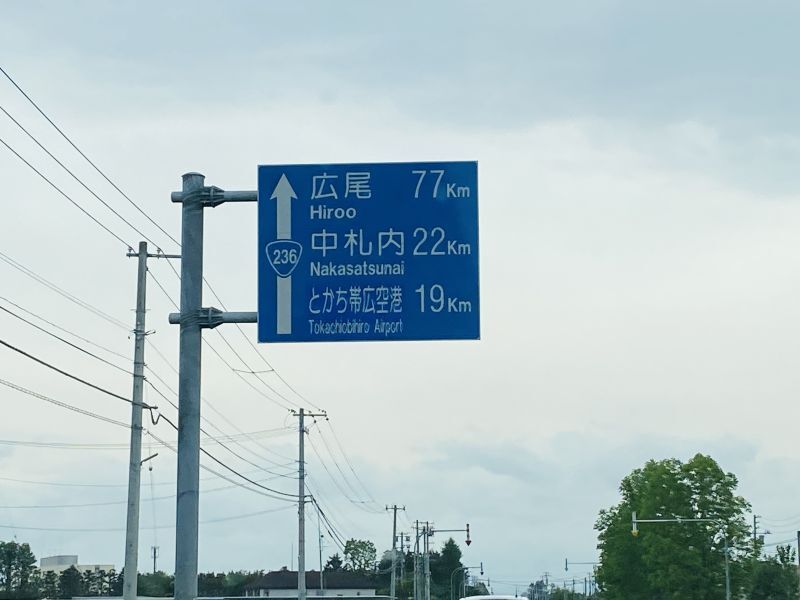 広尾 77Km
Hiroo
236
中札内 22Km
Nakasatsunai
とかち帯広空港 19Km
Tokachiobihiro Airport